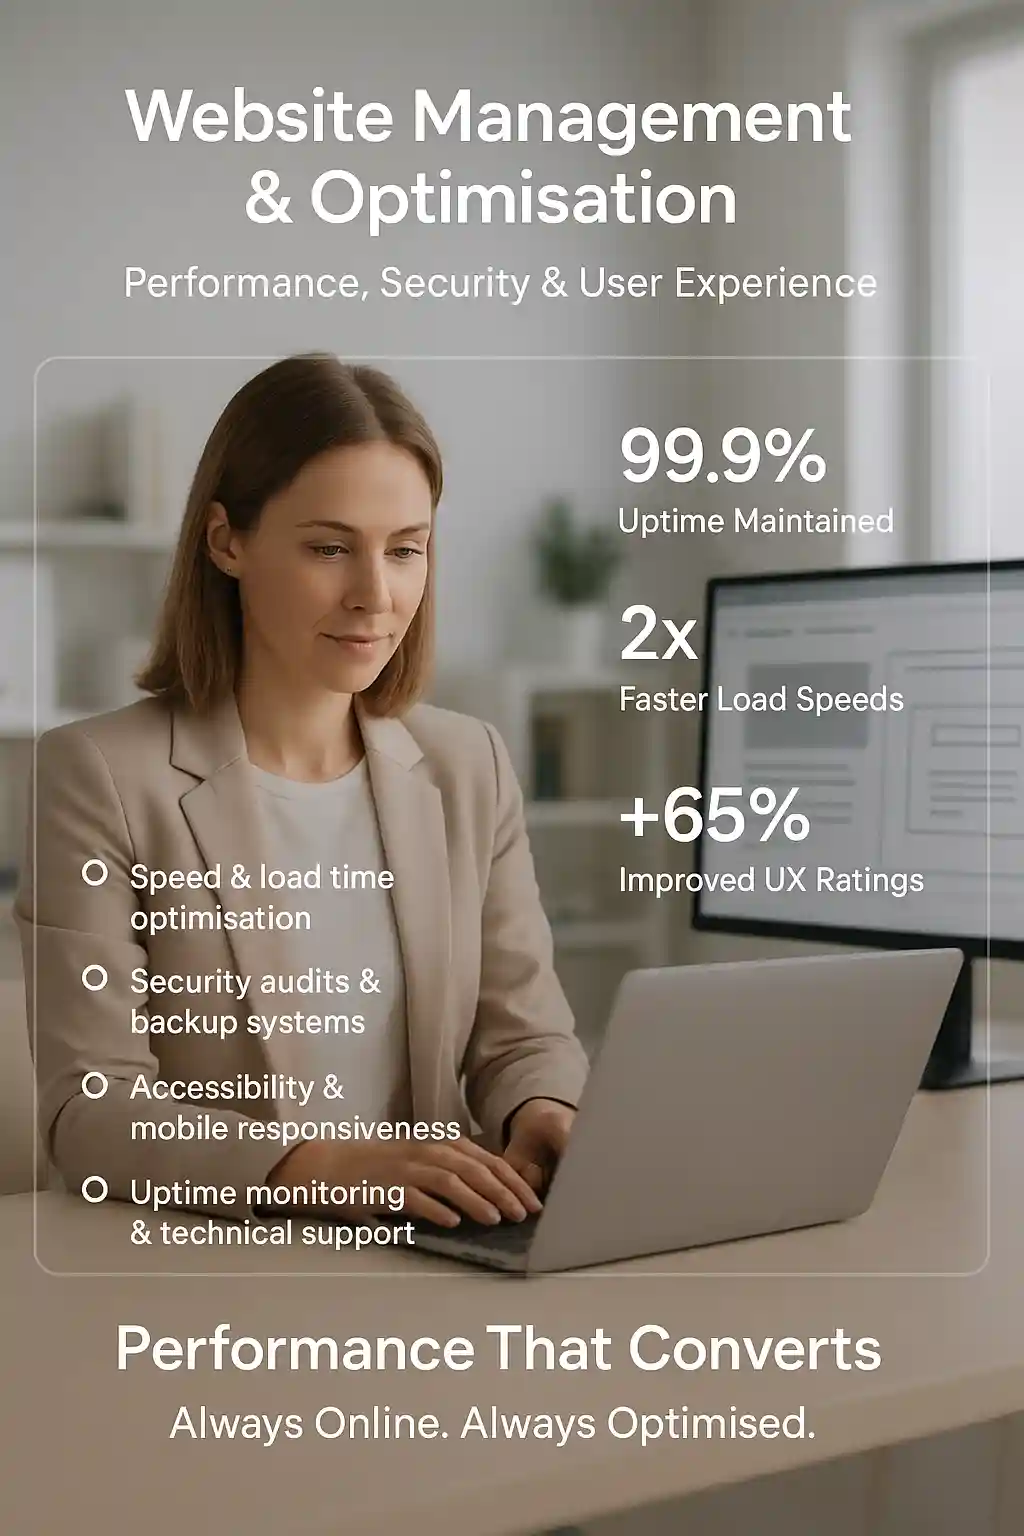 Website Management
& Optimisation
Performance, Security & User Experience
99.9%
Uptime Maintained
2x
Faster Load Speeds
+65%
Improved UX Ratings
Speed & load time
optimisation
Security audits &
backup systems
Accessibility &
mobile responsiveness
Uptime monitoring
& technical support
Performance That Converts
Always Online. Always Optimised.